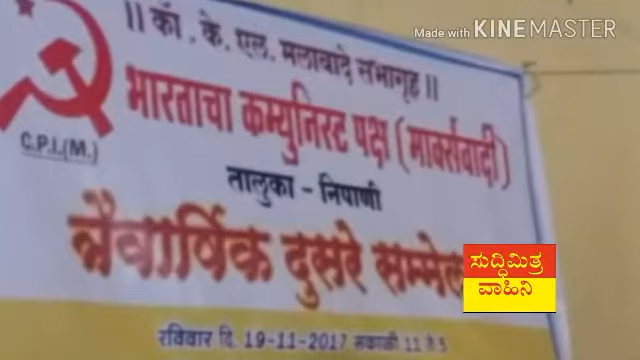 Made with KINEMASTER
|| कॉ. के. एल. मलावादे सभागृह ||
भारताचा कम्युनिस्ट पक्ष (मार्क्सवादी)
C.P.I.(M.)
तालुका - निपाणी
त्रैवार्षिक दुसरे
ಸುದ್ಧಿಮಿತ್ರ
ವಾಹಿನಿ
रविवार दि. 19-11-2017 सकाळी 11 ते 5